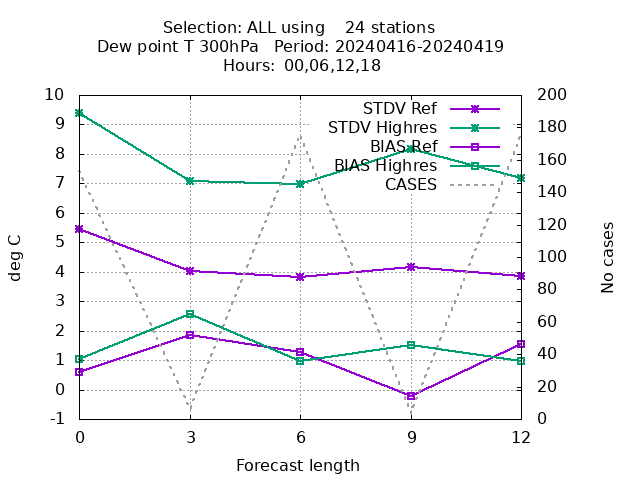 Selection: ALL using    24 stations
Dew point T 300hPa   Period: 20240416-20240419
Hours: 00,06,12,18
STDV Ref
STDV Highres
BIAS Ref
BIAS Highres
CASES
deg C
10
9
8
7
6
5
4
3
2
1
0
-1
200
180
160
140
120
100
80
60
40
20
0
No cases
0 3 6 9 12
Forecast length